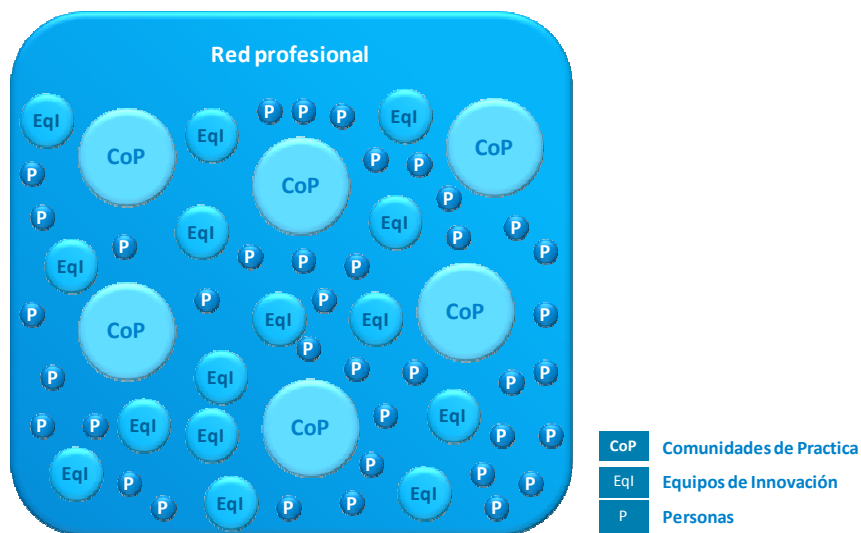 Red profesional
P P P
EqI EqI EqI
CoP CoP CoP
P P P
P P
EqI EqI
P P
P P P P P
EqI
P P P
CoP EqI EqI CoP
P
EqI
P P P P P
P P P
EqI EqI CoP EqI
P P
EqI P P
P EqI P
P P P P
EqI P
CoP Comunidades de Practica
EqI Equipos de Innovación
P Personas